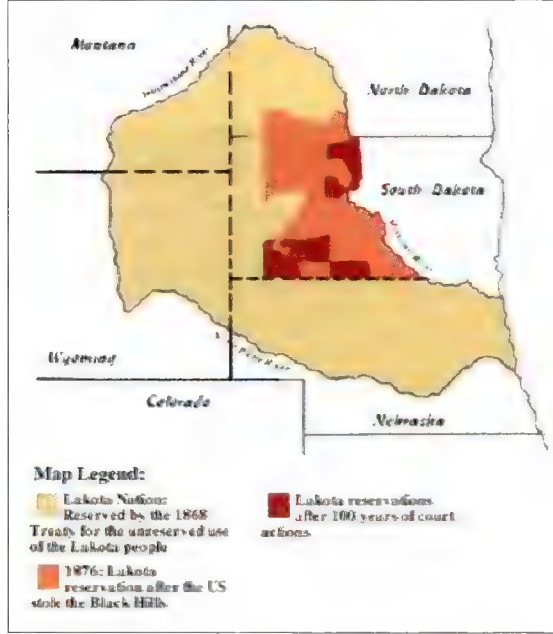 Montana
North Dakota
South Dakota
Wyoming
Colorado
Nebraska
River
Map Legend:
Lakota Nation:
Reserved by the 1868
Treaty for the unreserved use
of the Lakota people
1876: Lakota
reservation after the US
stole the Black Hills
Lakota reservations
after 100 years of court
actions